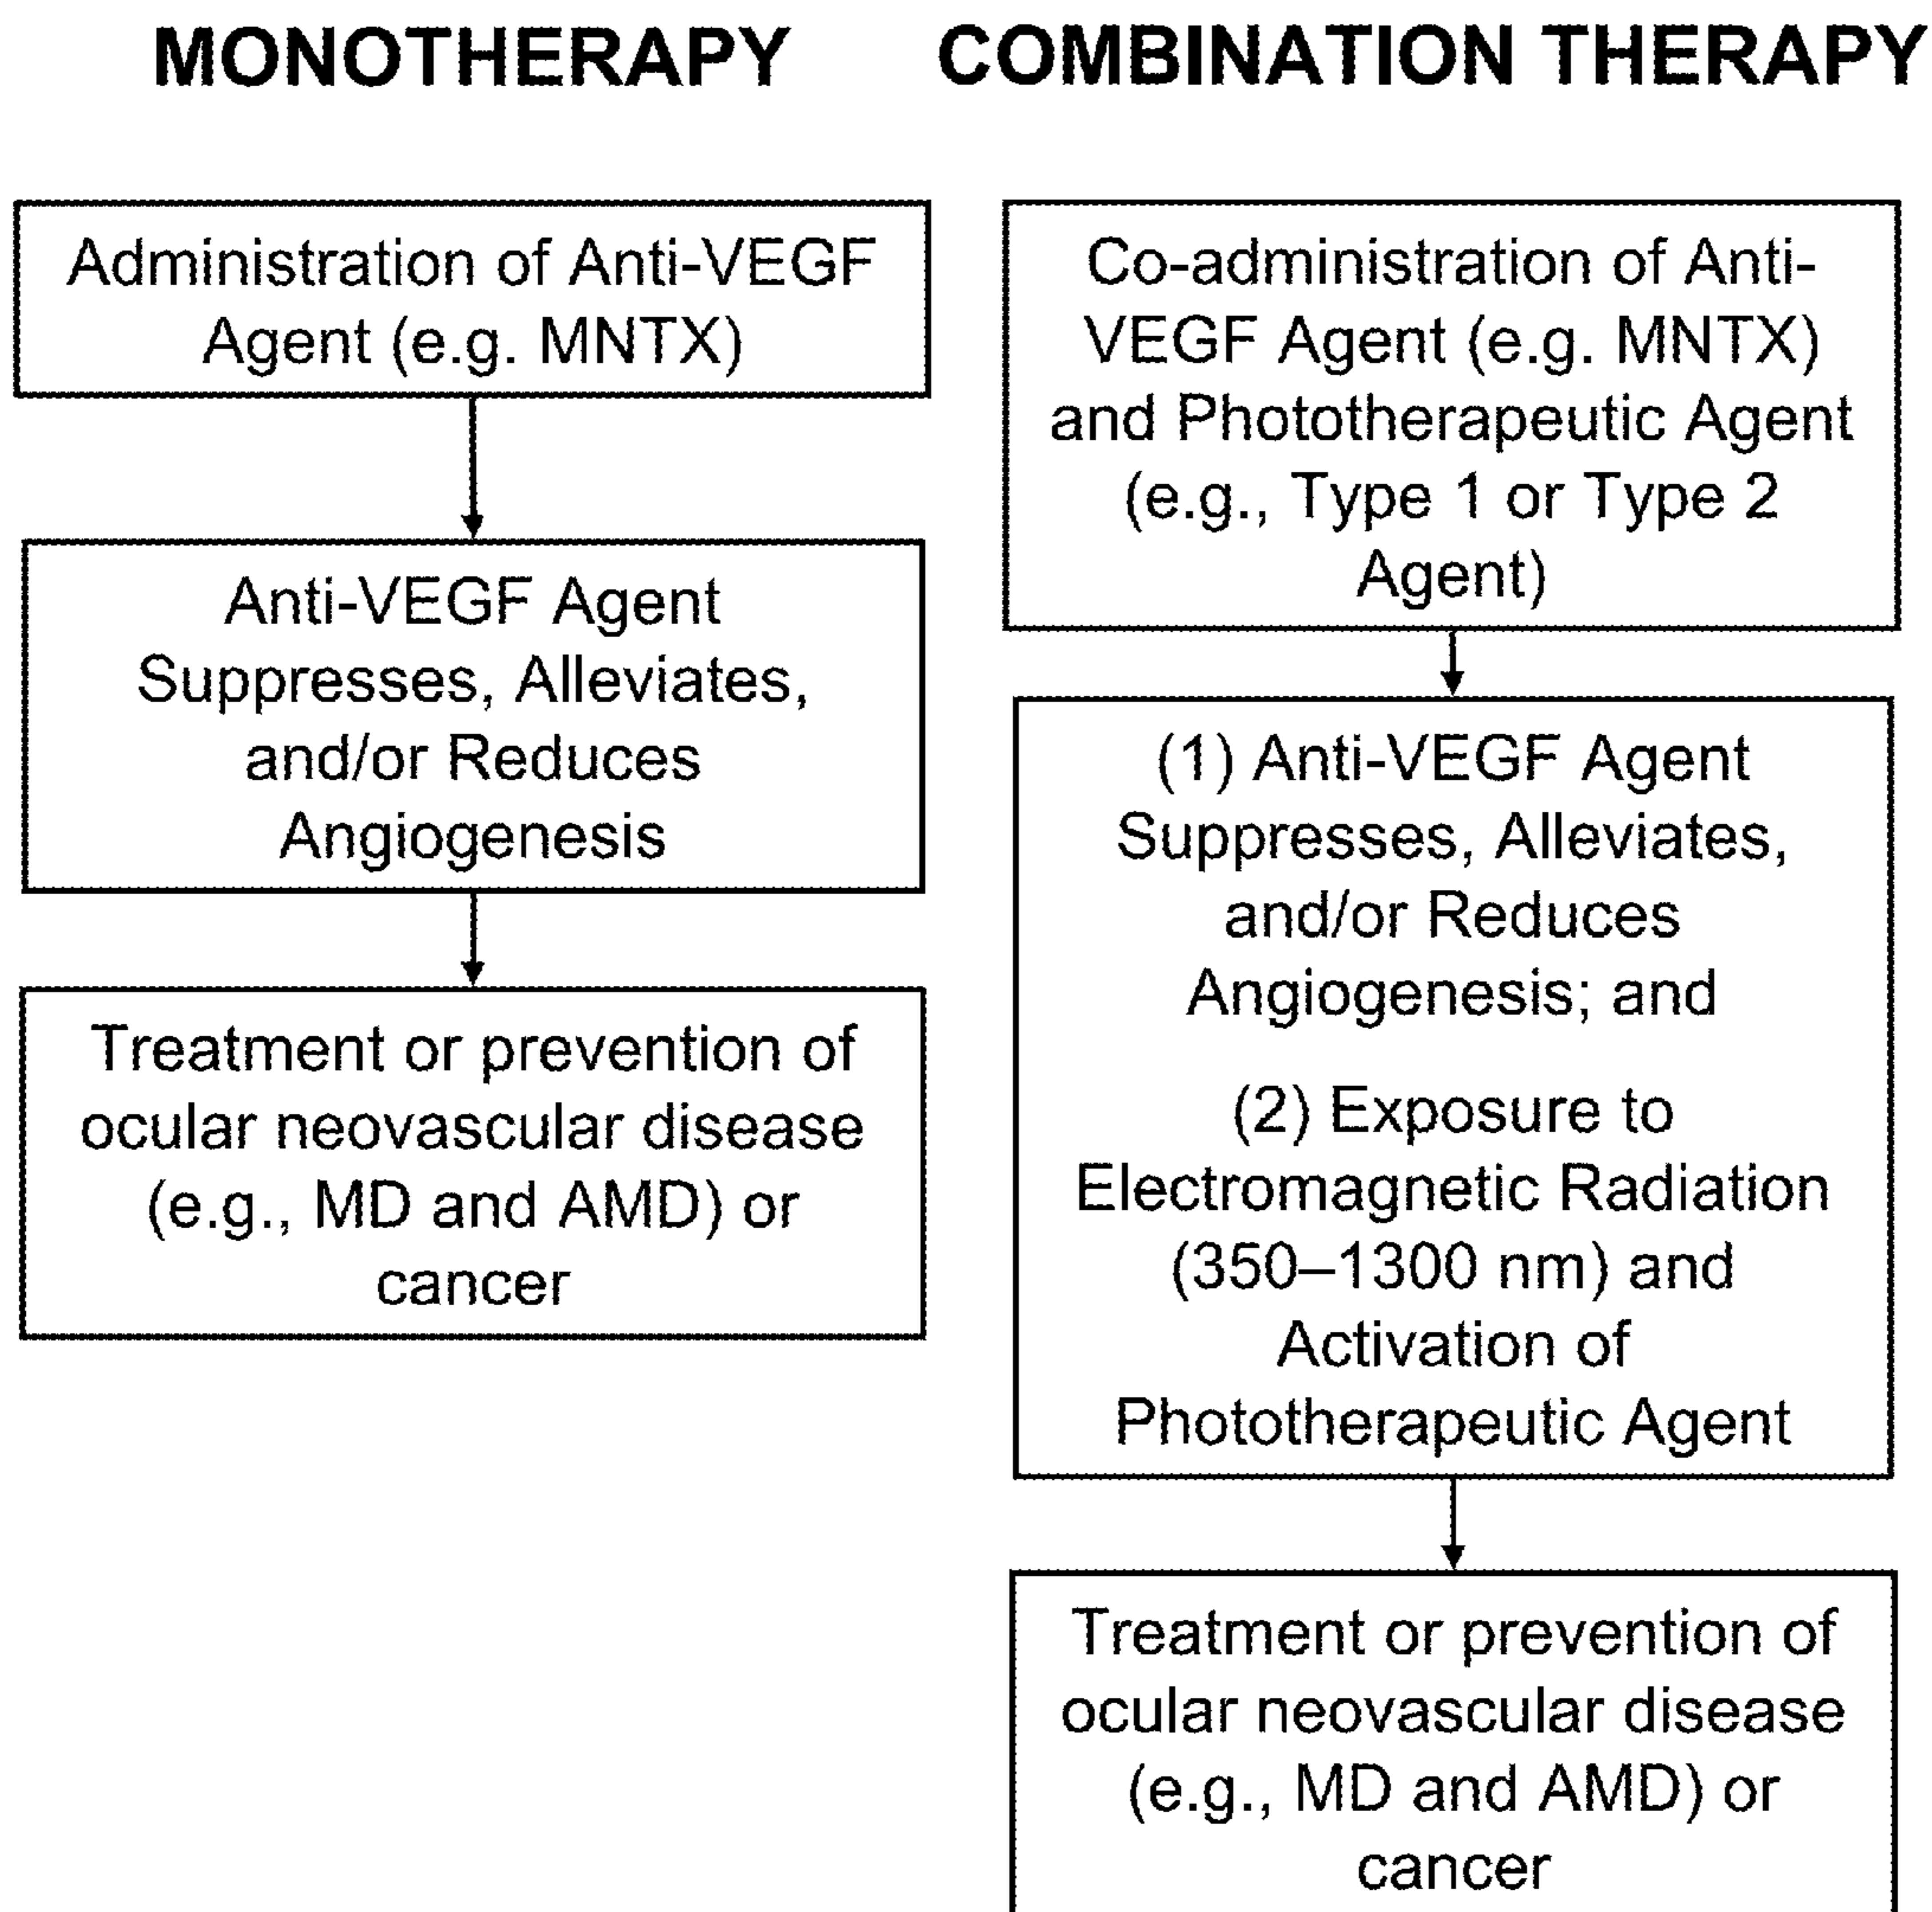 MONOTHERAPY
Administration of Anti-VEGF
Agent (e.g. MNTX)
Anti-VEGF Agent
Suppresses, Alleviates,
and/or Reduces
Angiogenesis
Treatment or prevention of
ocular neovascular disease
(e.g., MD and AMD) or
cancer
COMBINATION THERAPY
Co-administration of Anti-
VEGF Agent (e.g. MNTX)
and Phototherapeutic Agent
(e.g., Type 1 or Type 2
Agent)
(1) Anti-VEGF Agent
Suppresses, Alleviates,
and/or Reduces
Angiogenesis; and
(2) Exposure to
Electromagnetic Radiation
(350–1300 nm) and
Activation of
Phototherapeutic Agent
Treatment or prevention of
ocular neovascular disease
(e.g., MD and AMD) or
cancer